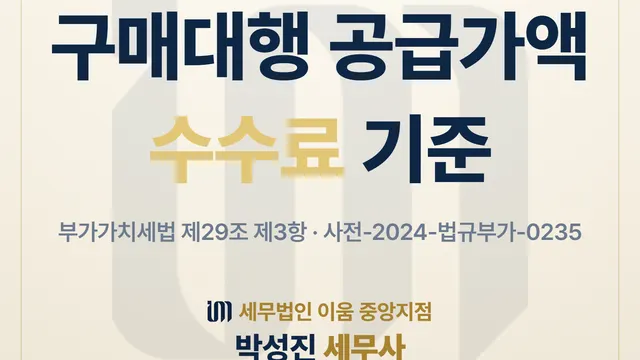 구매대행 공급가액
수수료 기준
부가가치세법 제29조 제3항 · 사전-2024-법규부가-0235
세무법인 이움 중앙지점
박성진 세무사